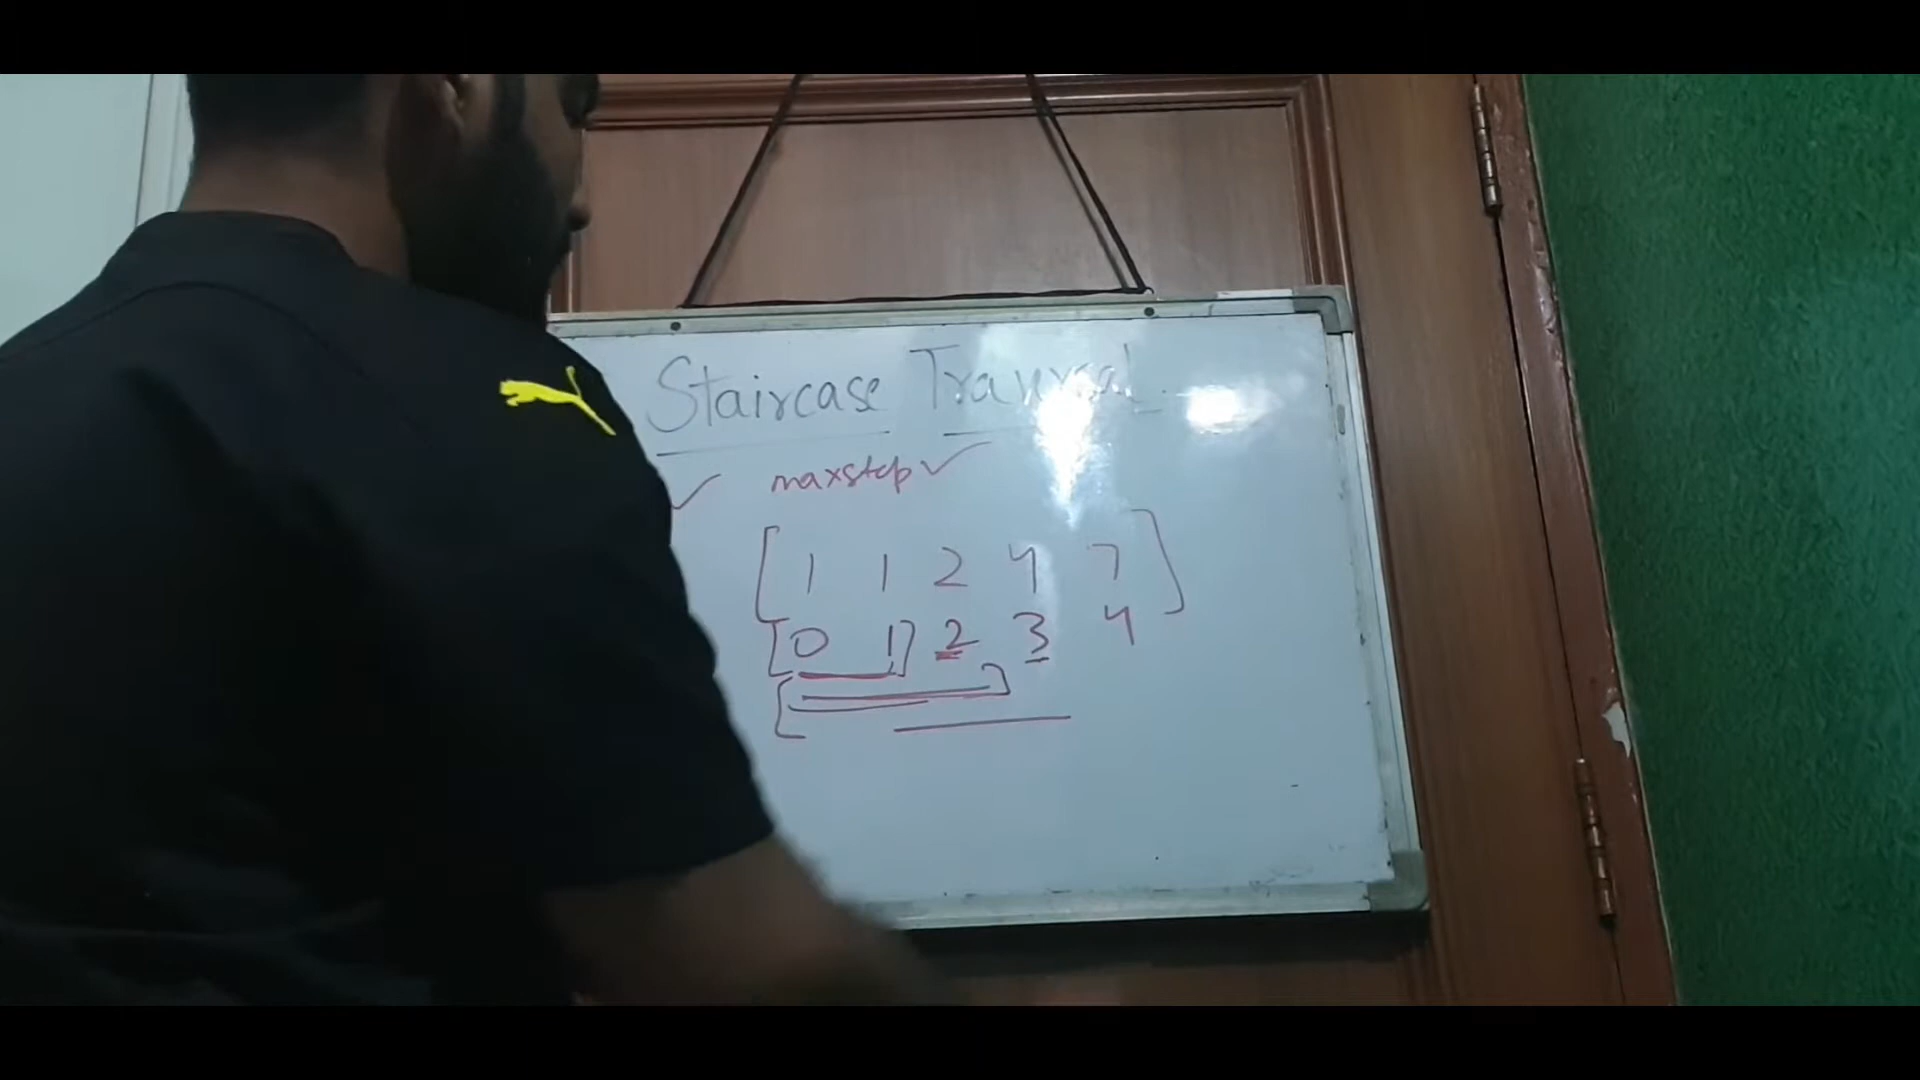 Staircase Traversal
maxstep
[ 1 1 2 4 7 ]
[0 1] 2 3 4